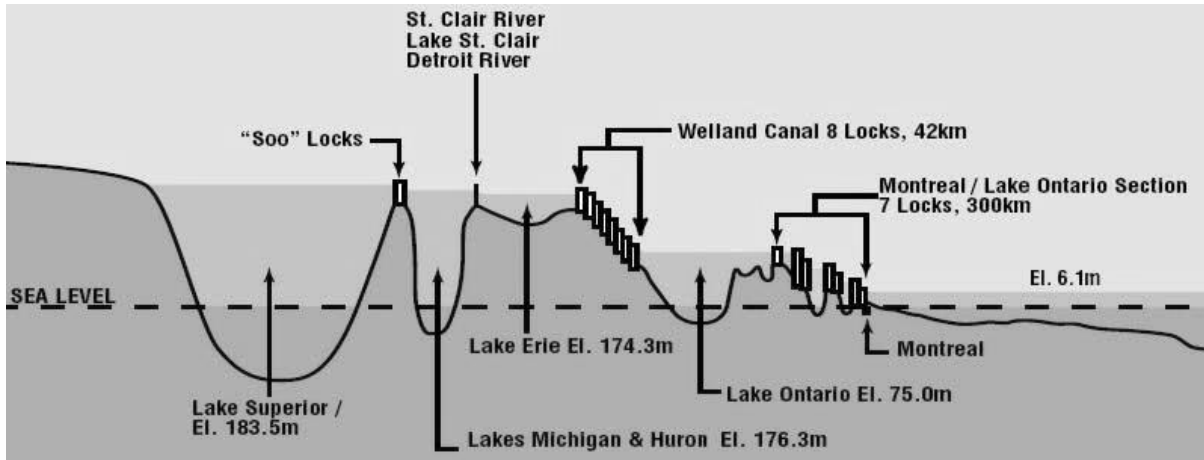 St. Clair River
Lake St. Clair
Detroit River
“Soo” Locks
Welland Canal 8 Locks, 42km
Montreal / Lake Ontario Section
7 Locks, 300km
El. 6.1m
SEA LEVEL
Lake Erie El. 174.3m
Montreal
Lake Ontario El. 75.0m
Lake Superior /
El. 183.5m
Lakes Michigan & Huron El. 176.3m